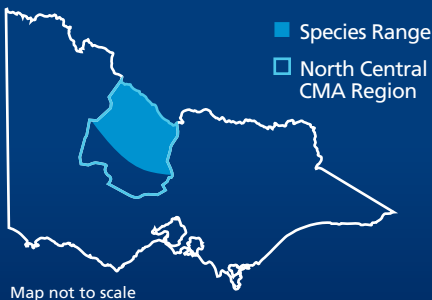 Species Range
North Central
CMA Region
Map not to scale